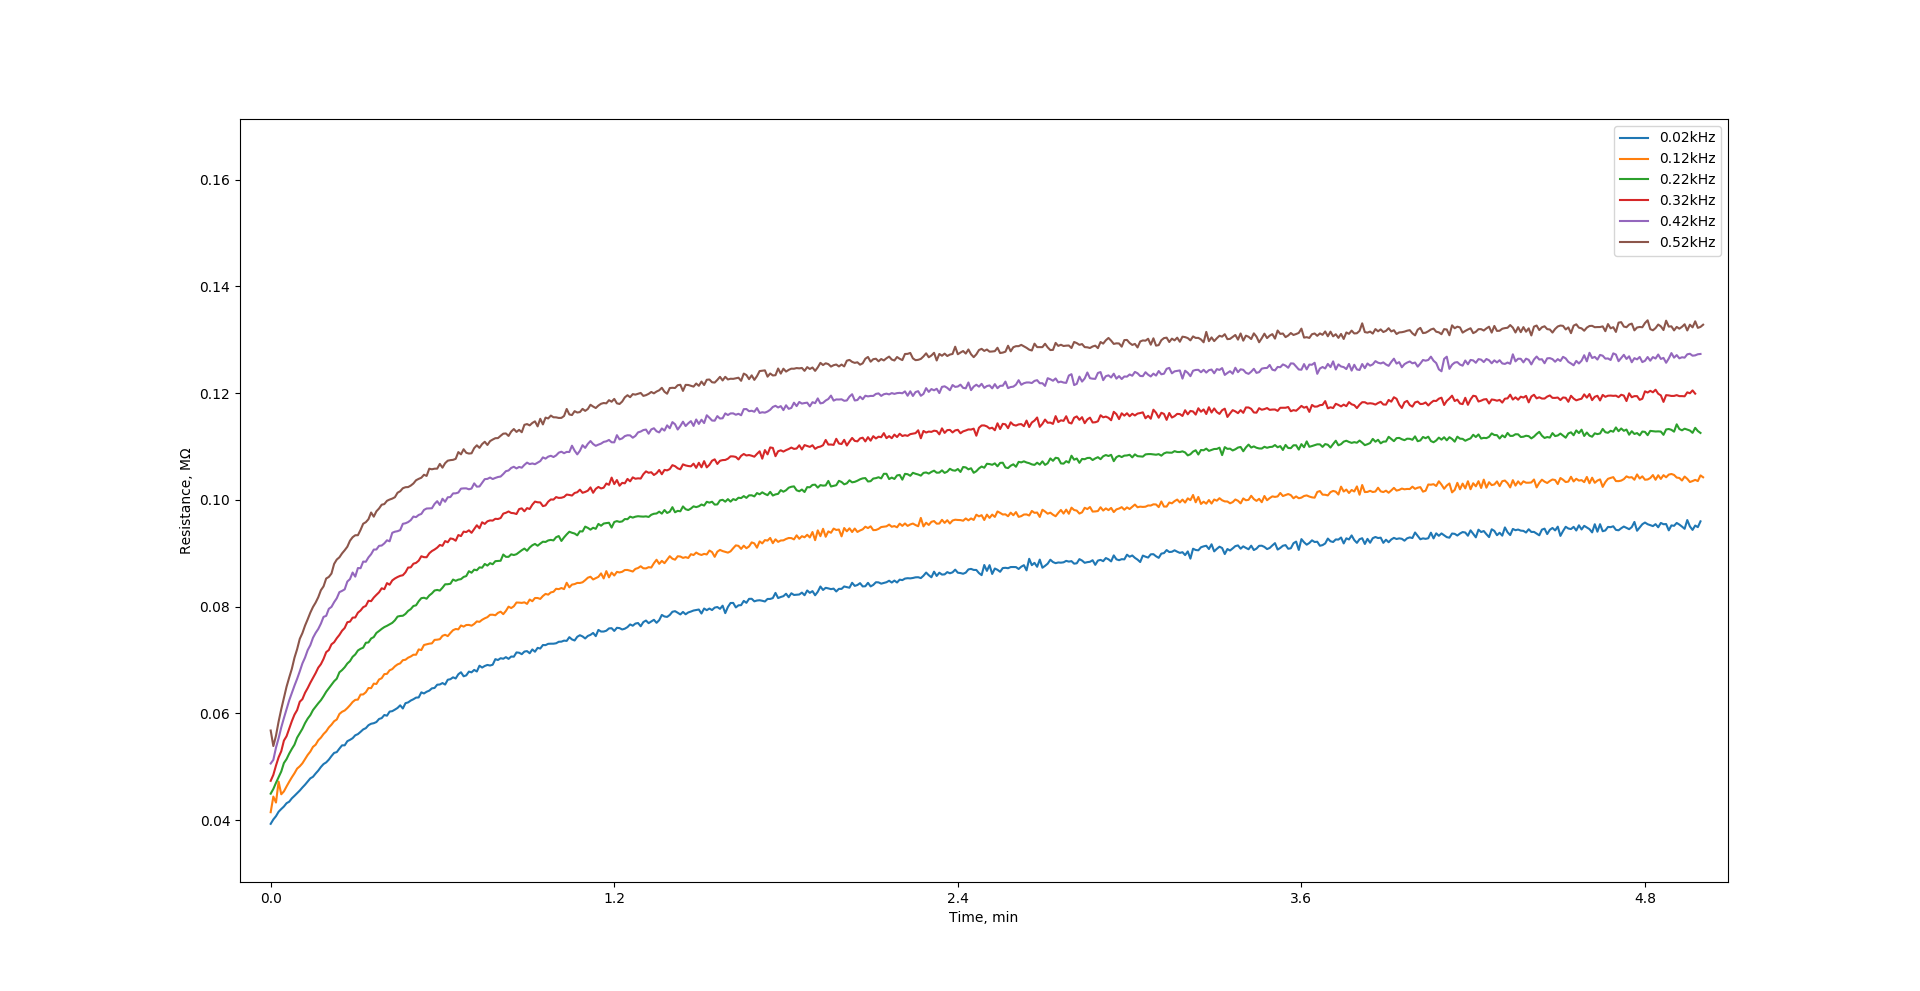 0.02kHz
0.12kHz
0.22kHz
0.32kHz
0.42kHz
0.52kHz
0.16
0.14
0.12
0.10
0.08
0.06
0.04
Resistance, MΩ
0.0 1.2 2.4 3.6 4.8
Time, min